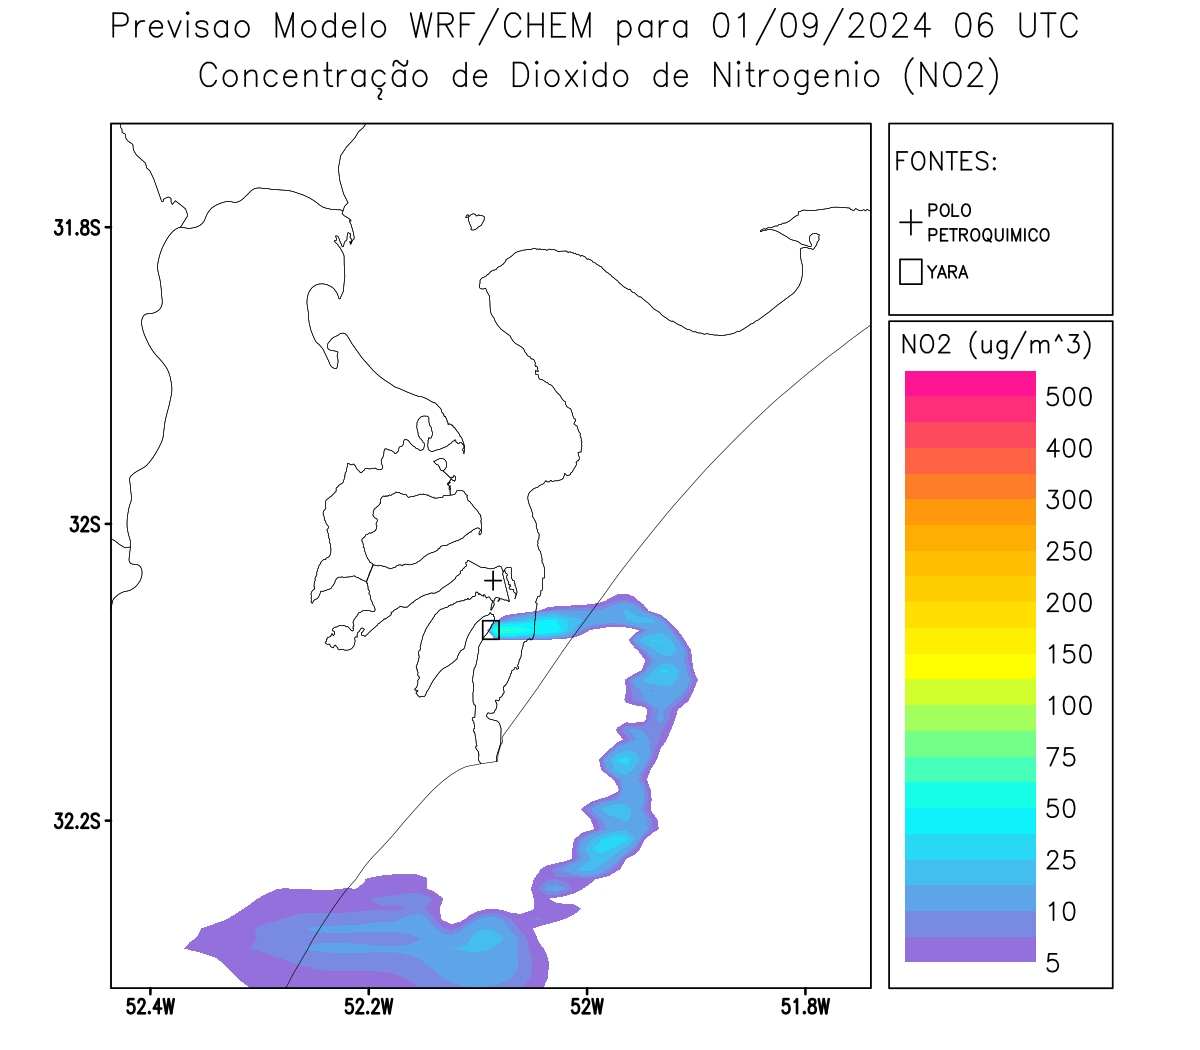 Previsao Modelo WRF/CHEM para 01/09/2024 06 UTC
Concentração de Dioxido de Nitrogenio (NO2)
FONTES:
POLO
PETROQUIMICO
YARA
NO2 (ug/m^3)
500
400
300
250
200
150
100
75
50
25
10
5
31.8S
32S
32.2S
52.4W
52.2W
52W
51.8W